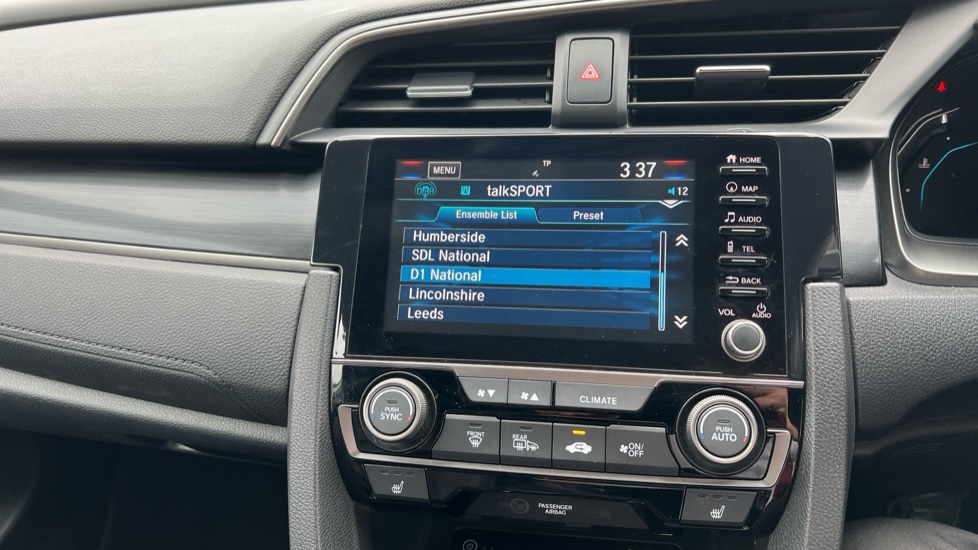 MENU
TP
3 37
DAB
talkSPORT
12
Ensemble List
Preset
Humberside
SDL National
D1 National
Lincolnshire
Leeds
HOME
MAP
AUDIO
TEL
BACK
VOL
AUDIO
PUSH
SYNC
CLIMATE
FRONT
REAR
ON/
OFF
PUSH
AUTO
PASSENGER
AIRBAG